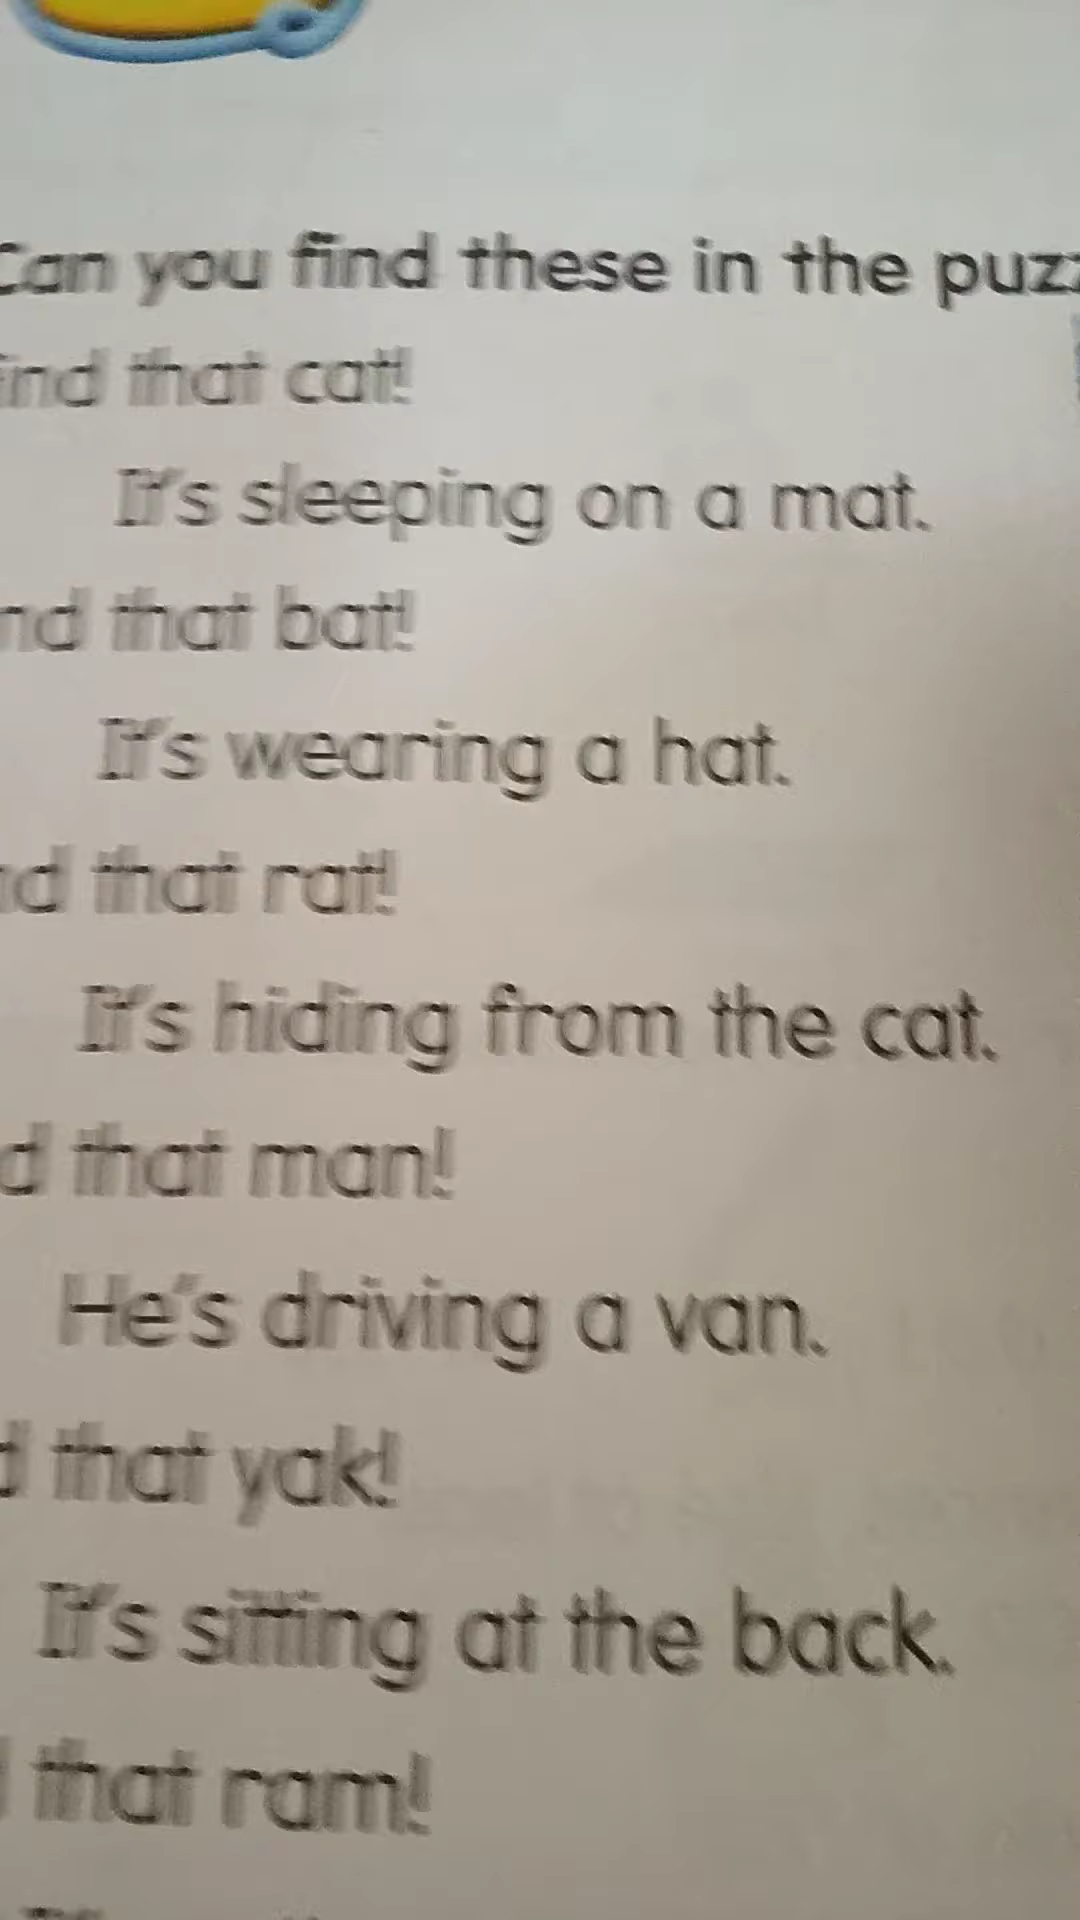 Can you find these in the puzz
ind that cat!
It's sleeping on a mat.
nd that bat!
It's wearing a hat.
nd that rat!
It's hiding from the cat.
d that man!
He's driving a van.
d that yak!
It's sitting at the back.
that ram!